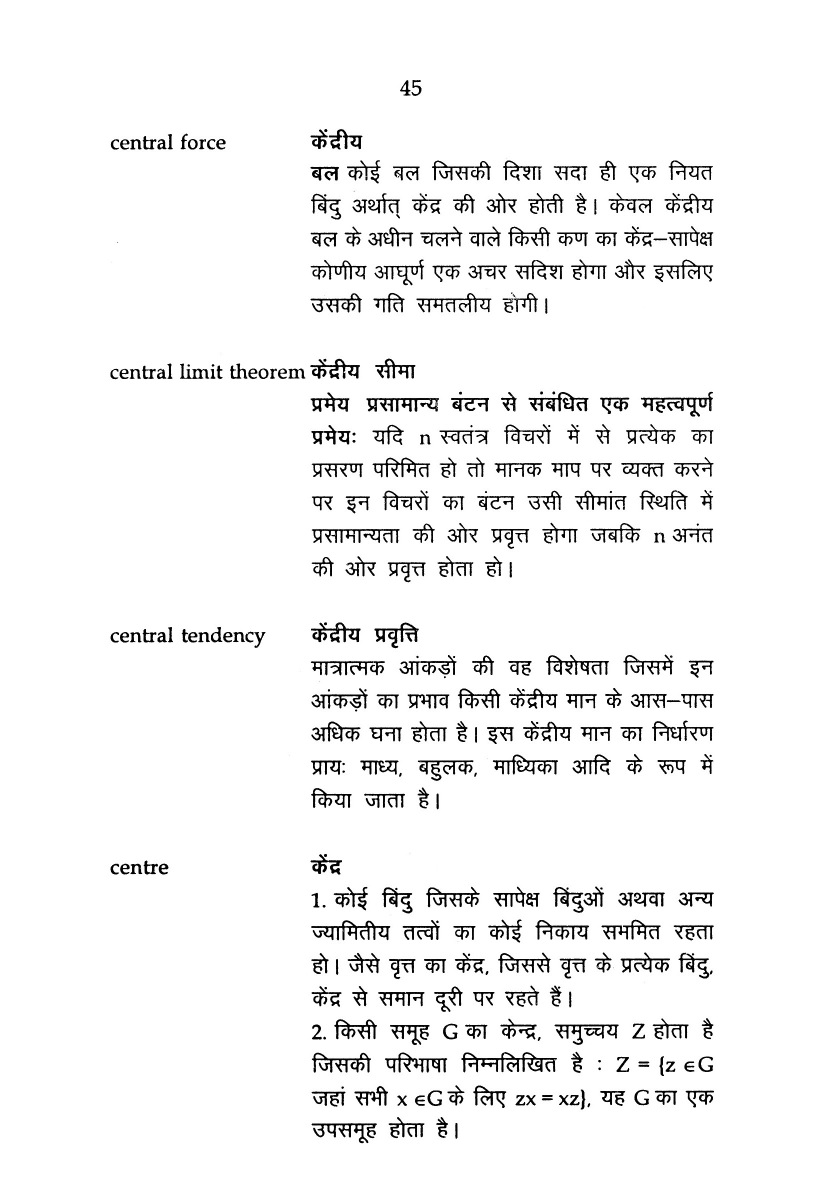 45
central force केंदीय
बल कोई बल जिसकी दिशा सदा ही एक नियत
बिंदु अर्थात् केंद्र की ओर होती है। केवल केंद्रीय
बल के अधीन चलने वाले किसी कण का केंद्र–सापेक्ष
कोणीय आघूर्ण एक अचर सदिश होगा और इसलिए
उसकी गति समतलीय होगी।
central limit theorem केंद्रीय सीमा
प्रमेय प्रसामान्य बंटन से संबंधित एक महत्वपूर्ण
प्रमेयः यदि n स्वतंत्र विचरों में से प्रत्येक का
प्रसरण परिमित हो तो मानक माप पर व्यक्त करने
पर इन विचरों का बंटन उसी सीमांत स्थिति में
प्रसामान्यता की ओर प्रवृत्त होगा जबकि n अनंत
की ओर प्रवृत्त होता हो।
central tendency केंद्रीय प्रवृत्ति
मात्रात्मक आंकड़ों की वह विशेषता जिसमें इन
आंकड़ों का प्रभाव किसी केंद्रीय मान के आस–पास
अधिक घना होता है। इस केंद्रीय मान का निर्धारण
प्रायः माध्य, बहुलक, माध्यिका आदि के रूप में
किया जाता है।
centre केंद्र
1. कोई बिंदु जिसके सापेक्ष बिंदुओं अथवा अन्य
ज्यामितीय तत्वों का कोई निकाय सममित रहता
हो। जैसे वृत्त का केंद्र, जिससे वृत्त के प्रत्येक बिंदु,
केंद्र से समान दूरी पर रहते हैं।
2. किसी समूह G का केन्द्र, समुच्चय Z होता है
जिसकी परिभाषा निम्नलिखित है : Z = {z ∊G
जहां सभी x ∊G के लिए zx = xz}, यह G का एक
उपसमूह होता है।